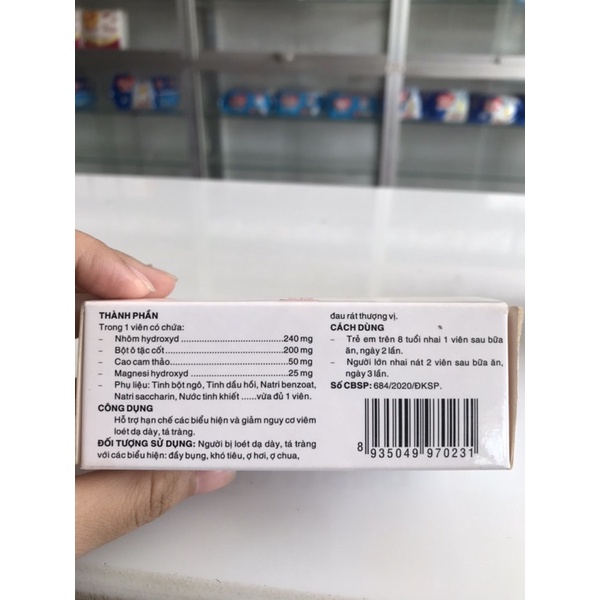 THÀNH PHẦN
Trong 1 viên có chứa:
– Nhôm hydroxyd ........................................ 240 mg
– Bột ô tặc cốt ........................................ 200 mg
– Cao cam thảo ........................................ 50 mg
– Magnesi hydroxyd ........................................ 25 mg
– Phụ liệu: Tinh bột ngô, Tinh dầu hồi, Natri benzoat,
Natri saccharin, Nước tinh khiết .......vừa đủ 1 viên.
CÔNG DỤNG
Hỗ trợ hạn chế các biểu hiện và giảm nguy cơ viêm
loét dạ dày, tá tràng.
ĐỐI TƯỢNG SỬ DỤNG: Người bị loét dạ dày, tá tràng
với các biểu hiện: đầy bụng, khó tiêu, ợ hơi, ợ chua,
đau rát thượng vị.
CÁCH DÙNG
– Trẻ em trên 8 tuổi nhai 1 viên sau bữa
ăn, ngày 2 lần.
– Người lớn nhai nát 2 viên sau bữa ăn,
ngày 3 lần.
Số CBSP: 684/2020/ĐKSP.
8 935049 970231